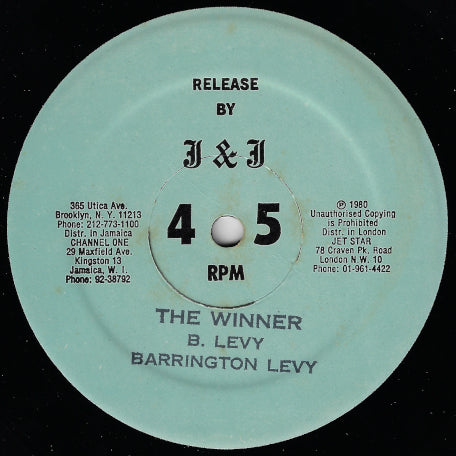 RELEASE
BY
J & J
365 Utica Ave.
Brooklyn, N. Y. 11213
Phone: 212-773-1100
Distr. in Jamaica
CHANNEL ONE
29 Maxfield Ave.
Kingston 13
Jamaica, W. I.
Phone: 92-38792
45
RPM
℗ 1980
Unauthorised Copying
is Prohibited
Distr. in London
JET STAR
78 Craven Pk. Road
London N.W. 10
Phone: 01-961-4422
THE WINNER
B. LEVY
BARRINGTON LEVY